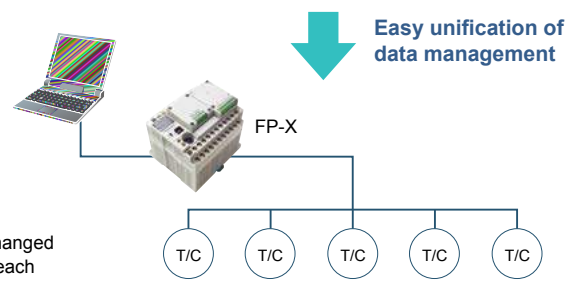 Easy unification of
data management
FP-X
hanged
each
T/C T/C T/C T/C T/C